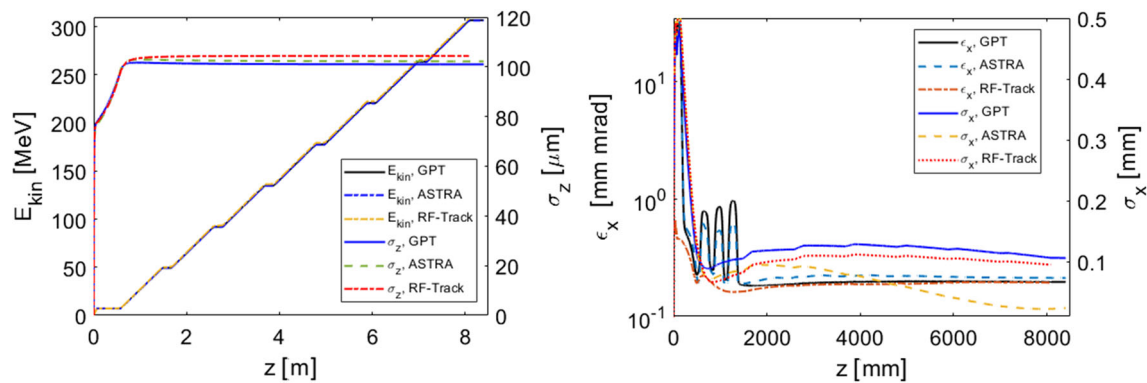 300
250
200
150
100
50
0
E_kin [MeV]
120
100
80
60
40
20
0
σ_z [μm]
0 2 4 6 8
z [m]
E_kin, GPT
E_kin, ASTRA
E_kin, RF-Track
σ_z, GPT
σ_z, ASTRA
σ_z, RF-Track
10^1
10^0
10^-1
ϵ_x [mm mrad]
0.5
0.4
0.3
0.2
0.1
0
σ_x [mm]
0 2000 4000 6000 8000
z [mm]
ϵ_x, GPT
ϵ_x, ASTRA
ϵ_x, RF-Track
σ_x, GPT
σ_x, ASTRA
σ_x, RF-Track